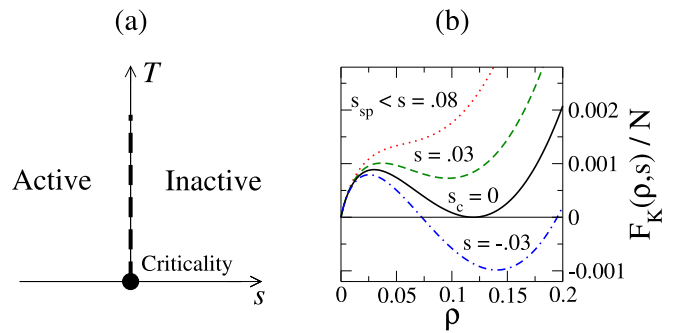 (a)
T
Active
Inactive
Criticality
s
(b)
s_sp < s = .08
s = .03
s_c = 0
s = -.03
0.002
0.001
0
-0.001
F_K(ρ,s) / N
0
0.05
0.1
0.15
0.2
ρ